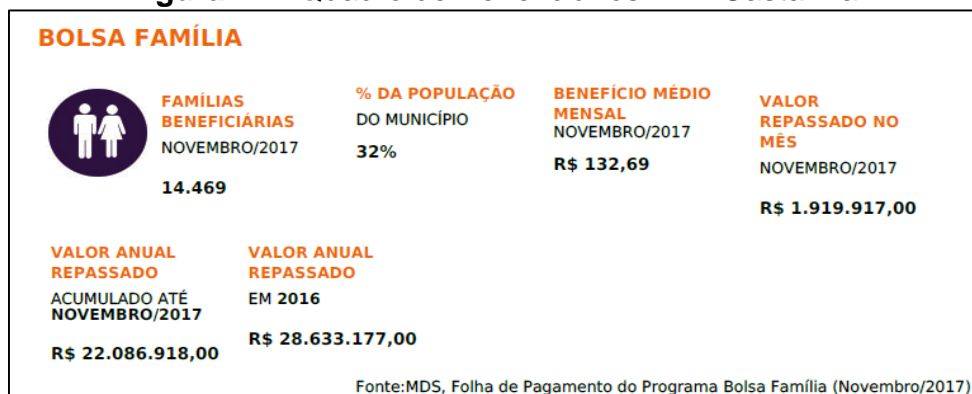 BOLSA FAMÍLIA
FAMÍLIAS
BENEFICIÁRIAS
NOVEMBRO/2017
14.469
% DA POPULAÇÃO
DO MUNICÍPIO
32%
BENEFÍCIO MÉDIO
MENSAL
NOVEMBRO/2017
R$ 132,69
VALOR
REPASSADO NO
MÊS
NOVEMBRO/2017
R$ 1.919.917,00
VALOR ANUAL
REPASSADO
ACUMULADO ATÉ
NOVEMBRO/2017
R$ 22.086.918,00
VALOR ANUAL
REPASSADO
EM 2016
R$ 28.633.177,00
Fonte:MDS, Folha de Pagamento do Programa Bolsa Família (Novembro/2017)